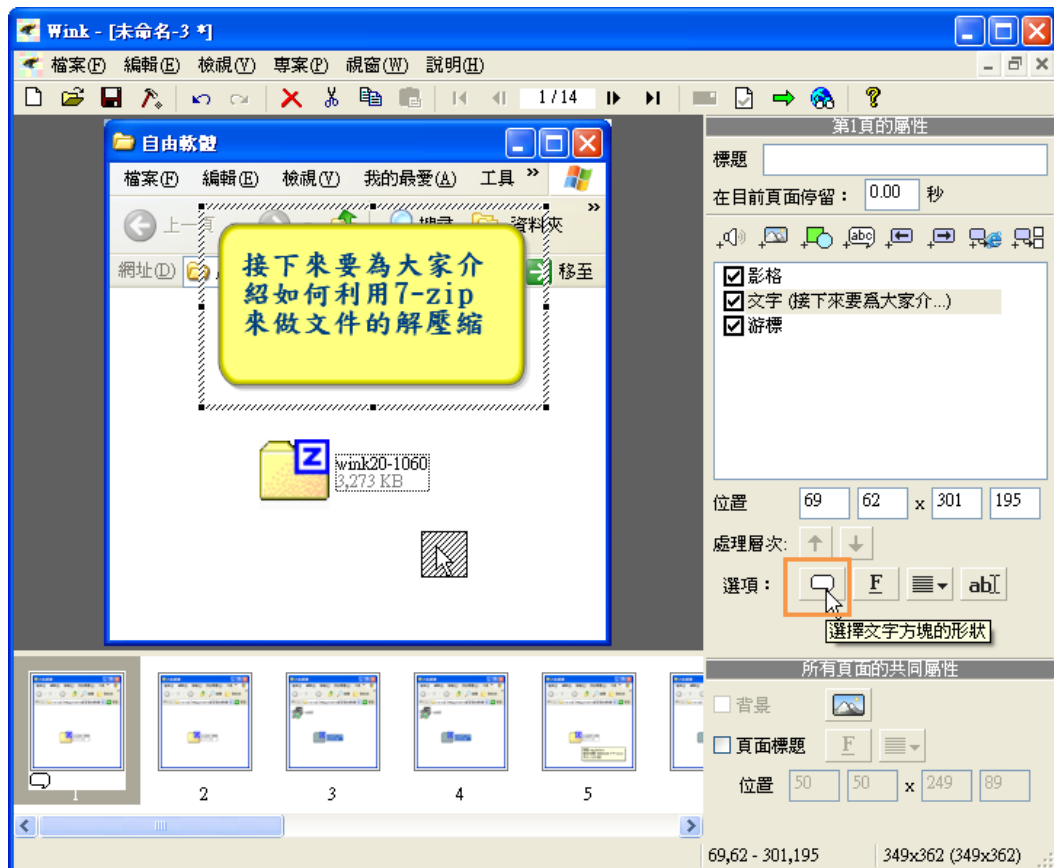 Wink - [未命名-3 *]
檔案(F) 編輯(E) 檢視(V) 專案(P) 視窗(W) 說明(H)
1 / 14
自由軟體
檔案(F) 編輯(E) 檢視(V) 我的最愛(A) 工具 »
上一頁 搜尋 資料夾 »
網址(D) 移至
接下來要為大家介
紹如何利用7-zip
來做文件的解壓縮
wink20-1060
3,273 KB
第1頁的屬性
標題
在目前頁面停留： 0.00 秒
影格
文字 (接下來要爲大家介...)
游標
位置 69 62 x 301 195
處理層次:
選項： F abI
選擇文字方塊的形狀
所有頁面的共同屬性
背景
頁面標題 F
位置 50 50 x 249 89
1 2 3 4 5
69,62 - 301,195 349x362 (349x362)